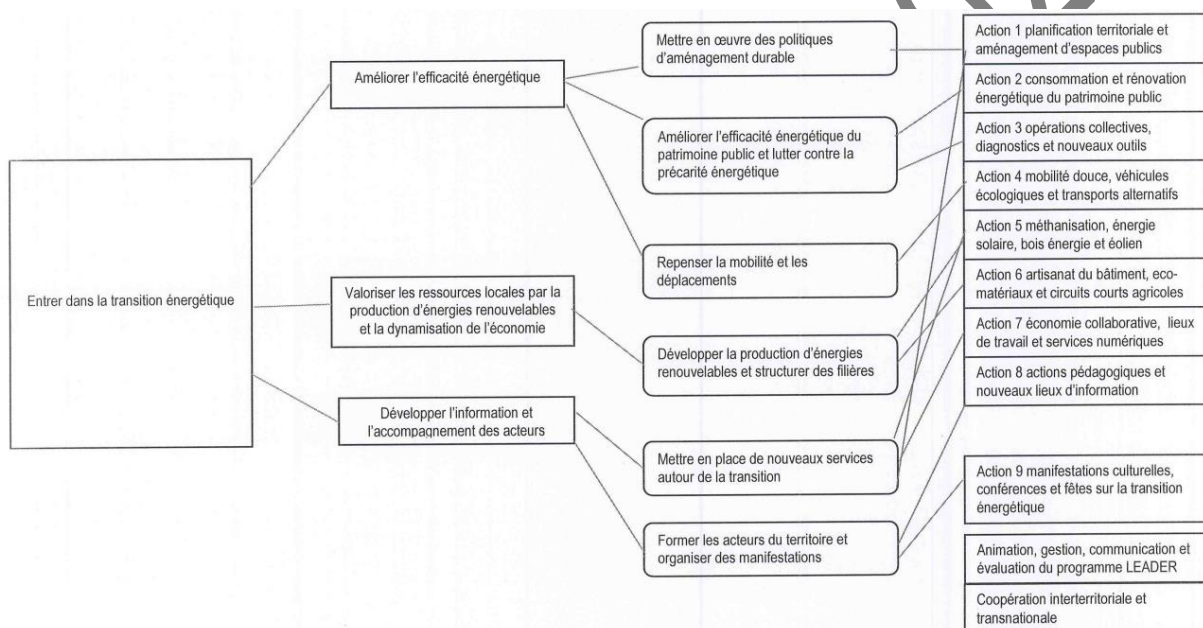 Entrer dans la transition énergétique
Améliorer l'efficacité énergétique
Valoriser les ressources locales par la
production d'énergies renouvelables
et la dynamisation de l'économie
Développer l'information et
l'accompagnement des acteurs
Mettre en œuvre des politiques
d'aménagement durable
Améliorer l'efficacité énergétique du
patrimoine public et lutter contre la
précarité énergétique
Repenser la mobilité et les
déplacements
Développer la production d'énergies
renouvelables et structurer des filières
Mettre en place de nouveaux services
autour de la transition
Former les acteurs du territoire et
organiser des manifestations
Action 1 planification territoriale et
aménagement d'espaces publics
Action 2 consommation et rénovation
énergétique du patrimoine public
Action 3 opérations collectives,
diagnostics et nouveaux outils
Action 4 mobilité douce, véhicules
écologiques et transports alternatifs
Action 5 méthanisation, énergie
solaire, bois énergie et éolien
Action 6 artisanat du bâtiment, eco-
matériaux et circuits courts agricoles
Action 7 économie collaborative, lieux
de travail et services numériques
Action 8 actions pédagogiques et
nouveaux lieux d'information
Action 9 manifestations culturelles,
conférences et fêtes sur la transition
énergétique
Animation, gestion, communication et
évaluation du programme LEADER
Coopération interterritoriale et
transnationale